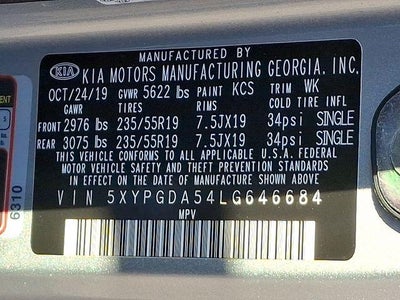 MANUFACTURED BY
KIA KIA MOTORS MANUFACTURING GEORGIA, INC.
OCT/24/19 GVWR 5622 lbs PAINT KCS TRIM WK
GAWR TIRES RIMS COLD TIRE INFL
FRONT 2976 lbs 235/55R19 7.5JX19 34psi SINGLE
REAR 3075 lbs 235/55R19 7.5JX19 34psi SINGLE
THIS VEHICLE CONFORMS TO ALL APPLICABLE U.S.A. FEDERAL
MOTOR VEHICLE SAFETY AND THEFT PREVENTION STANDARDS
IN EFFECT ON THE DATE OF MANUFACTURE SHOWN ABOVE
VIN 5XYPGDA54LG646684
MPV
6310